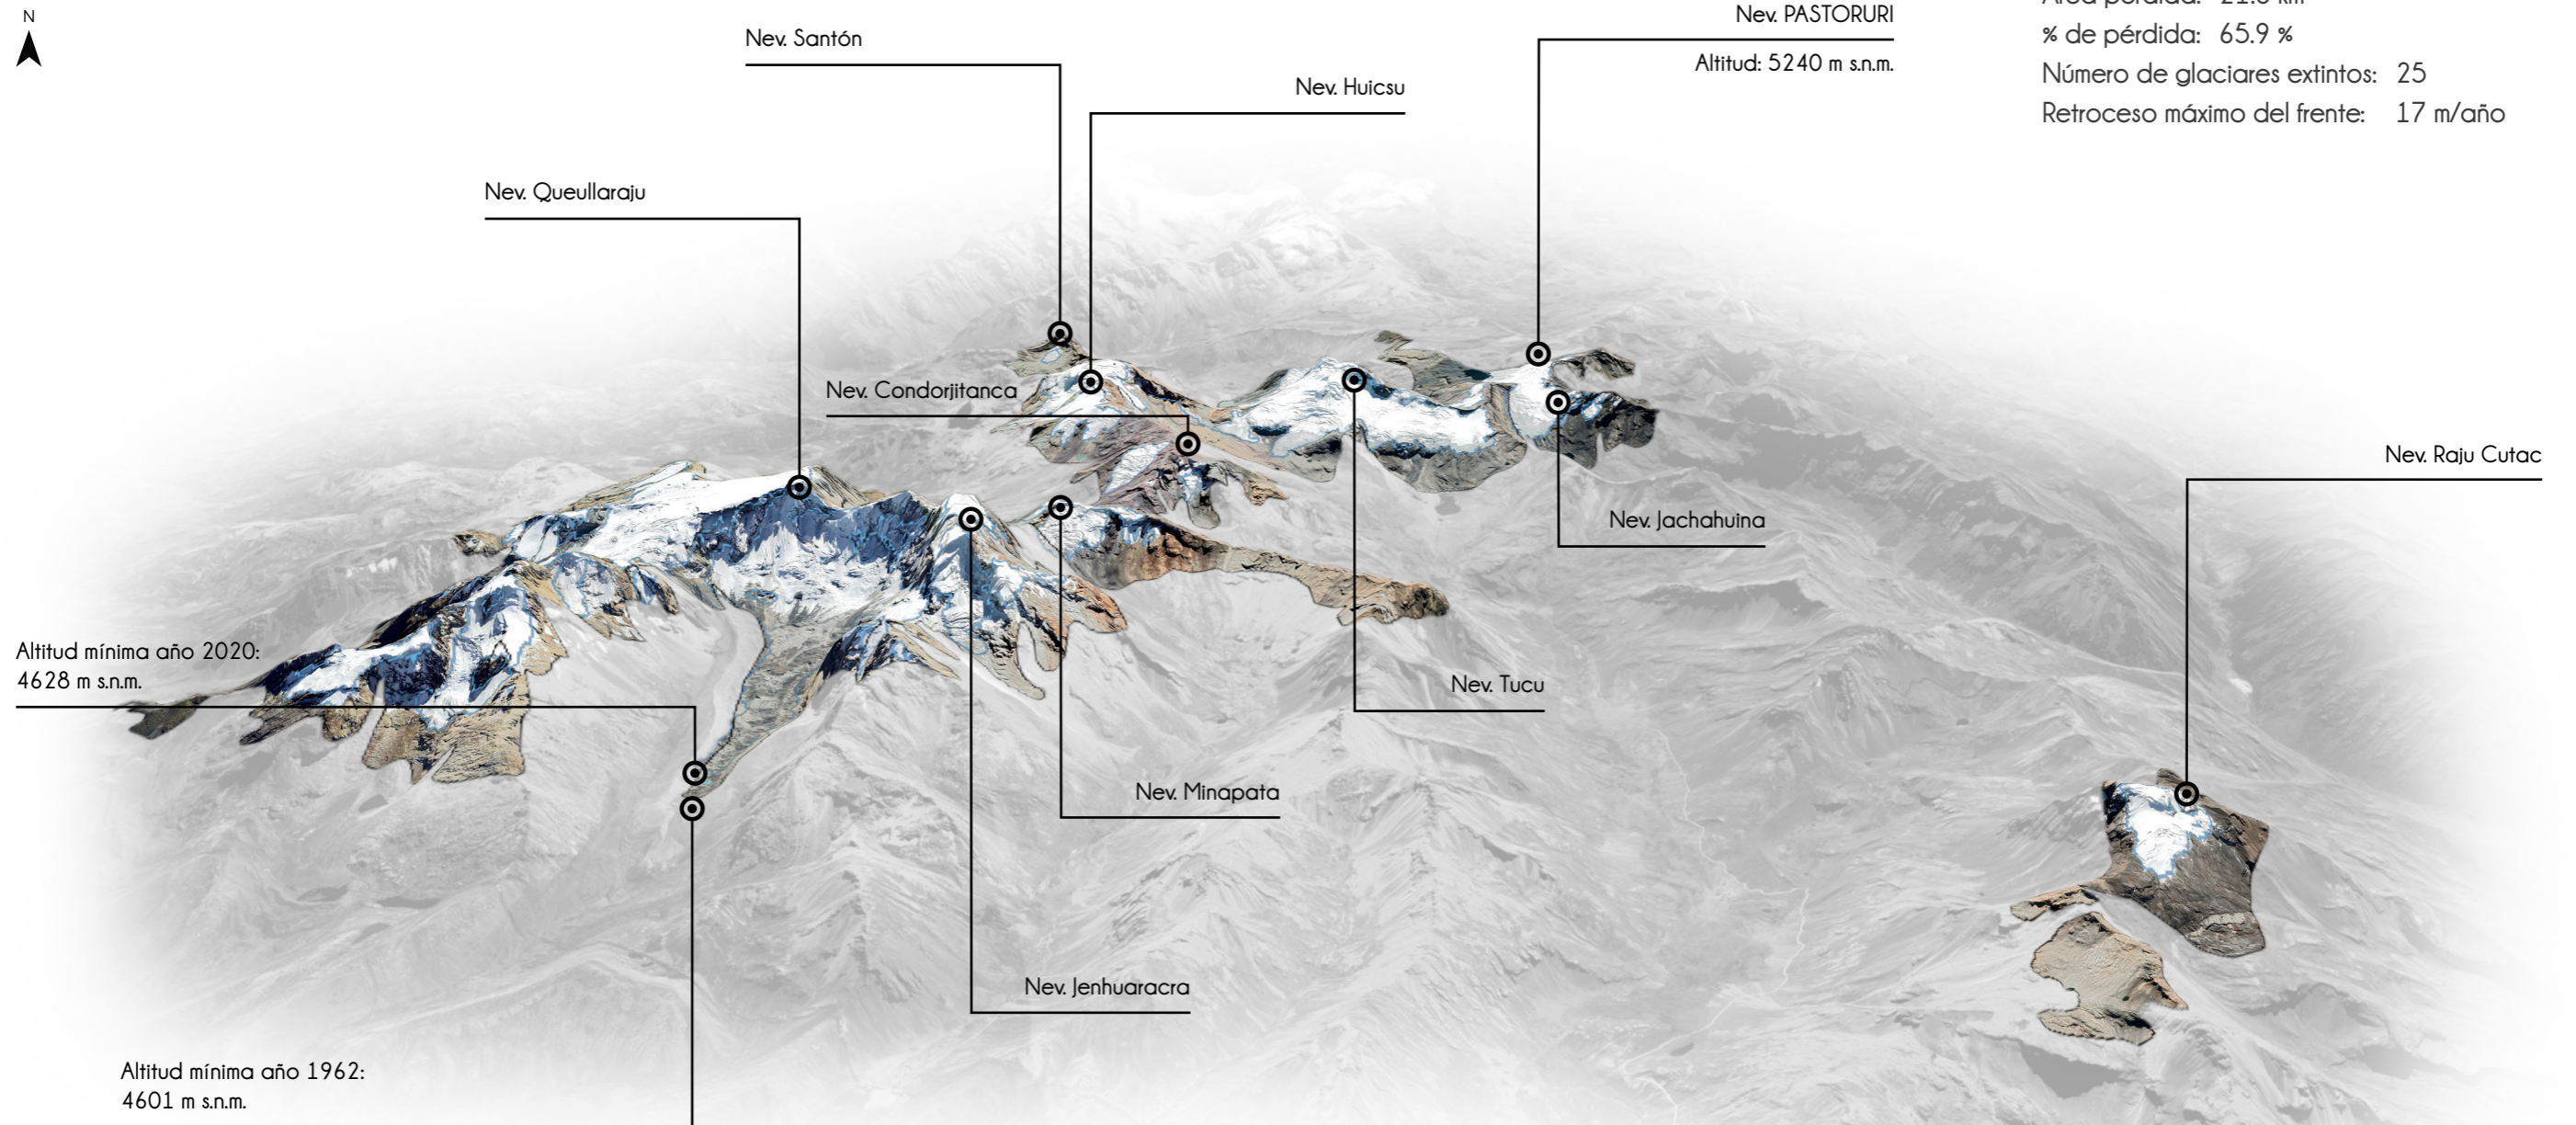 N
Nev. Santón
Nev. PASTORURI
Altitud: 5240 m s.n.m.
% de pérdida: 65.9 %
Número de glaciares extintos: 25
Retroceso máximo del frente: 17 m/año
Nev. Huicsu
Nev. Queullaraju
Nev. Condorjitanca
Nev. Raju Cutac
Nev. Jachahuina
Altitud mínima año 2020:
4628 m s.n.m.
Nev. Tucu
Nev. Minapata
Nev. Jenhuaracra
Altitud mínima año 1962:
4601 m s.n.m.